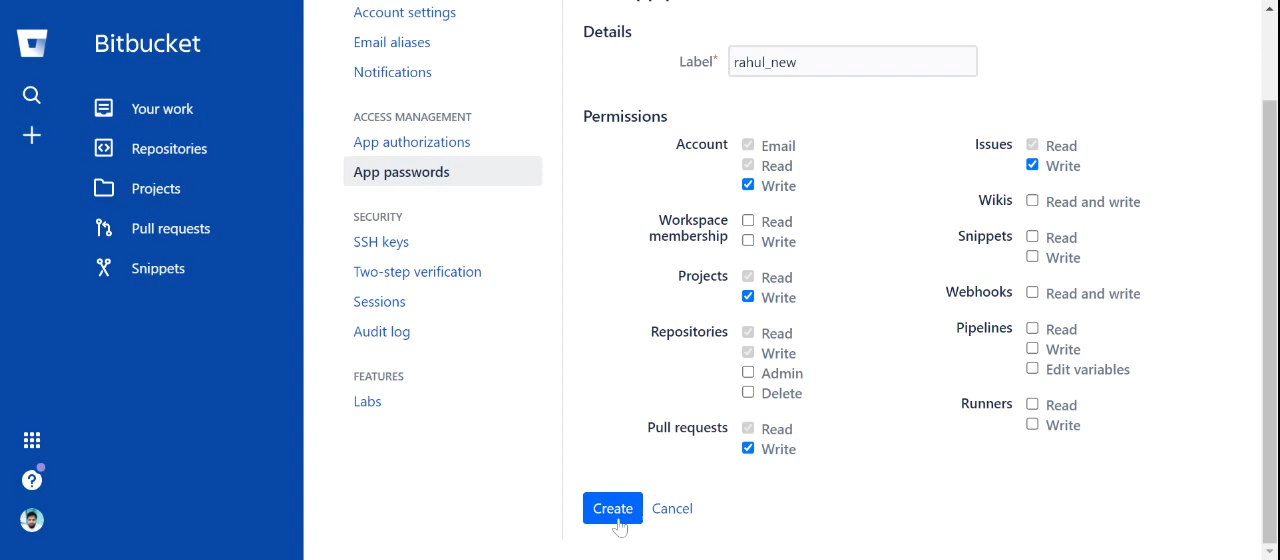 Bitbucket
Your work
Repositories
Projects
Pull requests
Snippets
Account settings
Email aliases
Notifications
ACCESS MANAGEMENT
App authorizations
App passwords
SECURITY
SSH keys
Two-step verification
Sessions
Audit log
FEATURES
Labs
Details
Label* rahul_new
Permissions
Account Email
Read
Write
Workspace membership Read
Write
Projects Read
Write
Repositories Read
Write
Admin
Delete
Pull requests Read
Write
Issues Read
Write
Wikis Read and write
Snippets Read
Write
Webhooks Read and write
Pipelines Read
Write
Edit variables
Runners Read
Write
Create Cancel